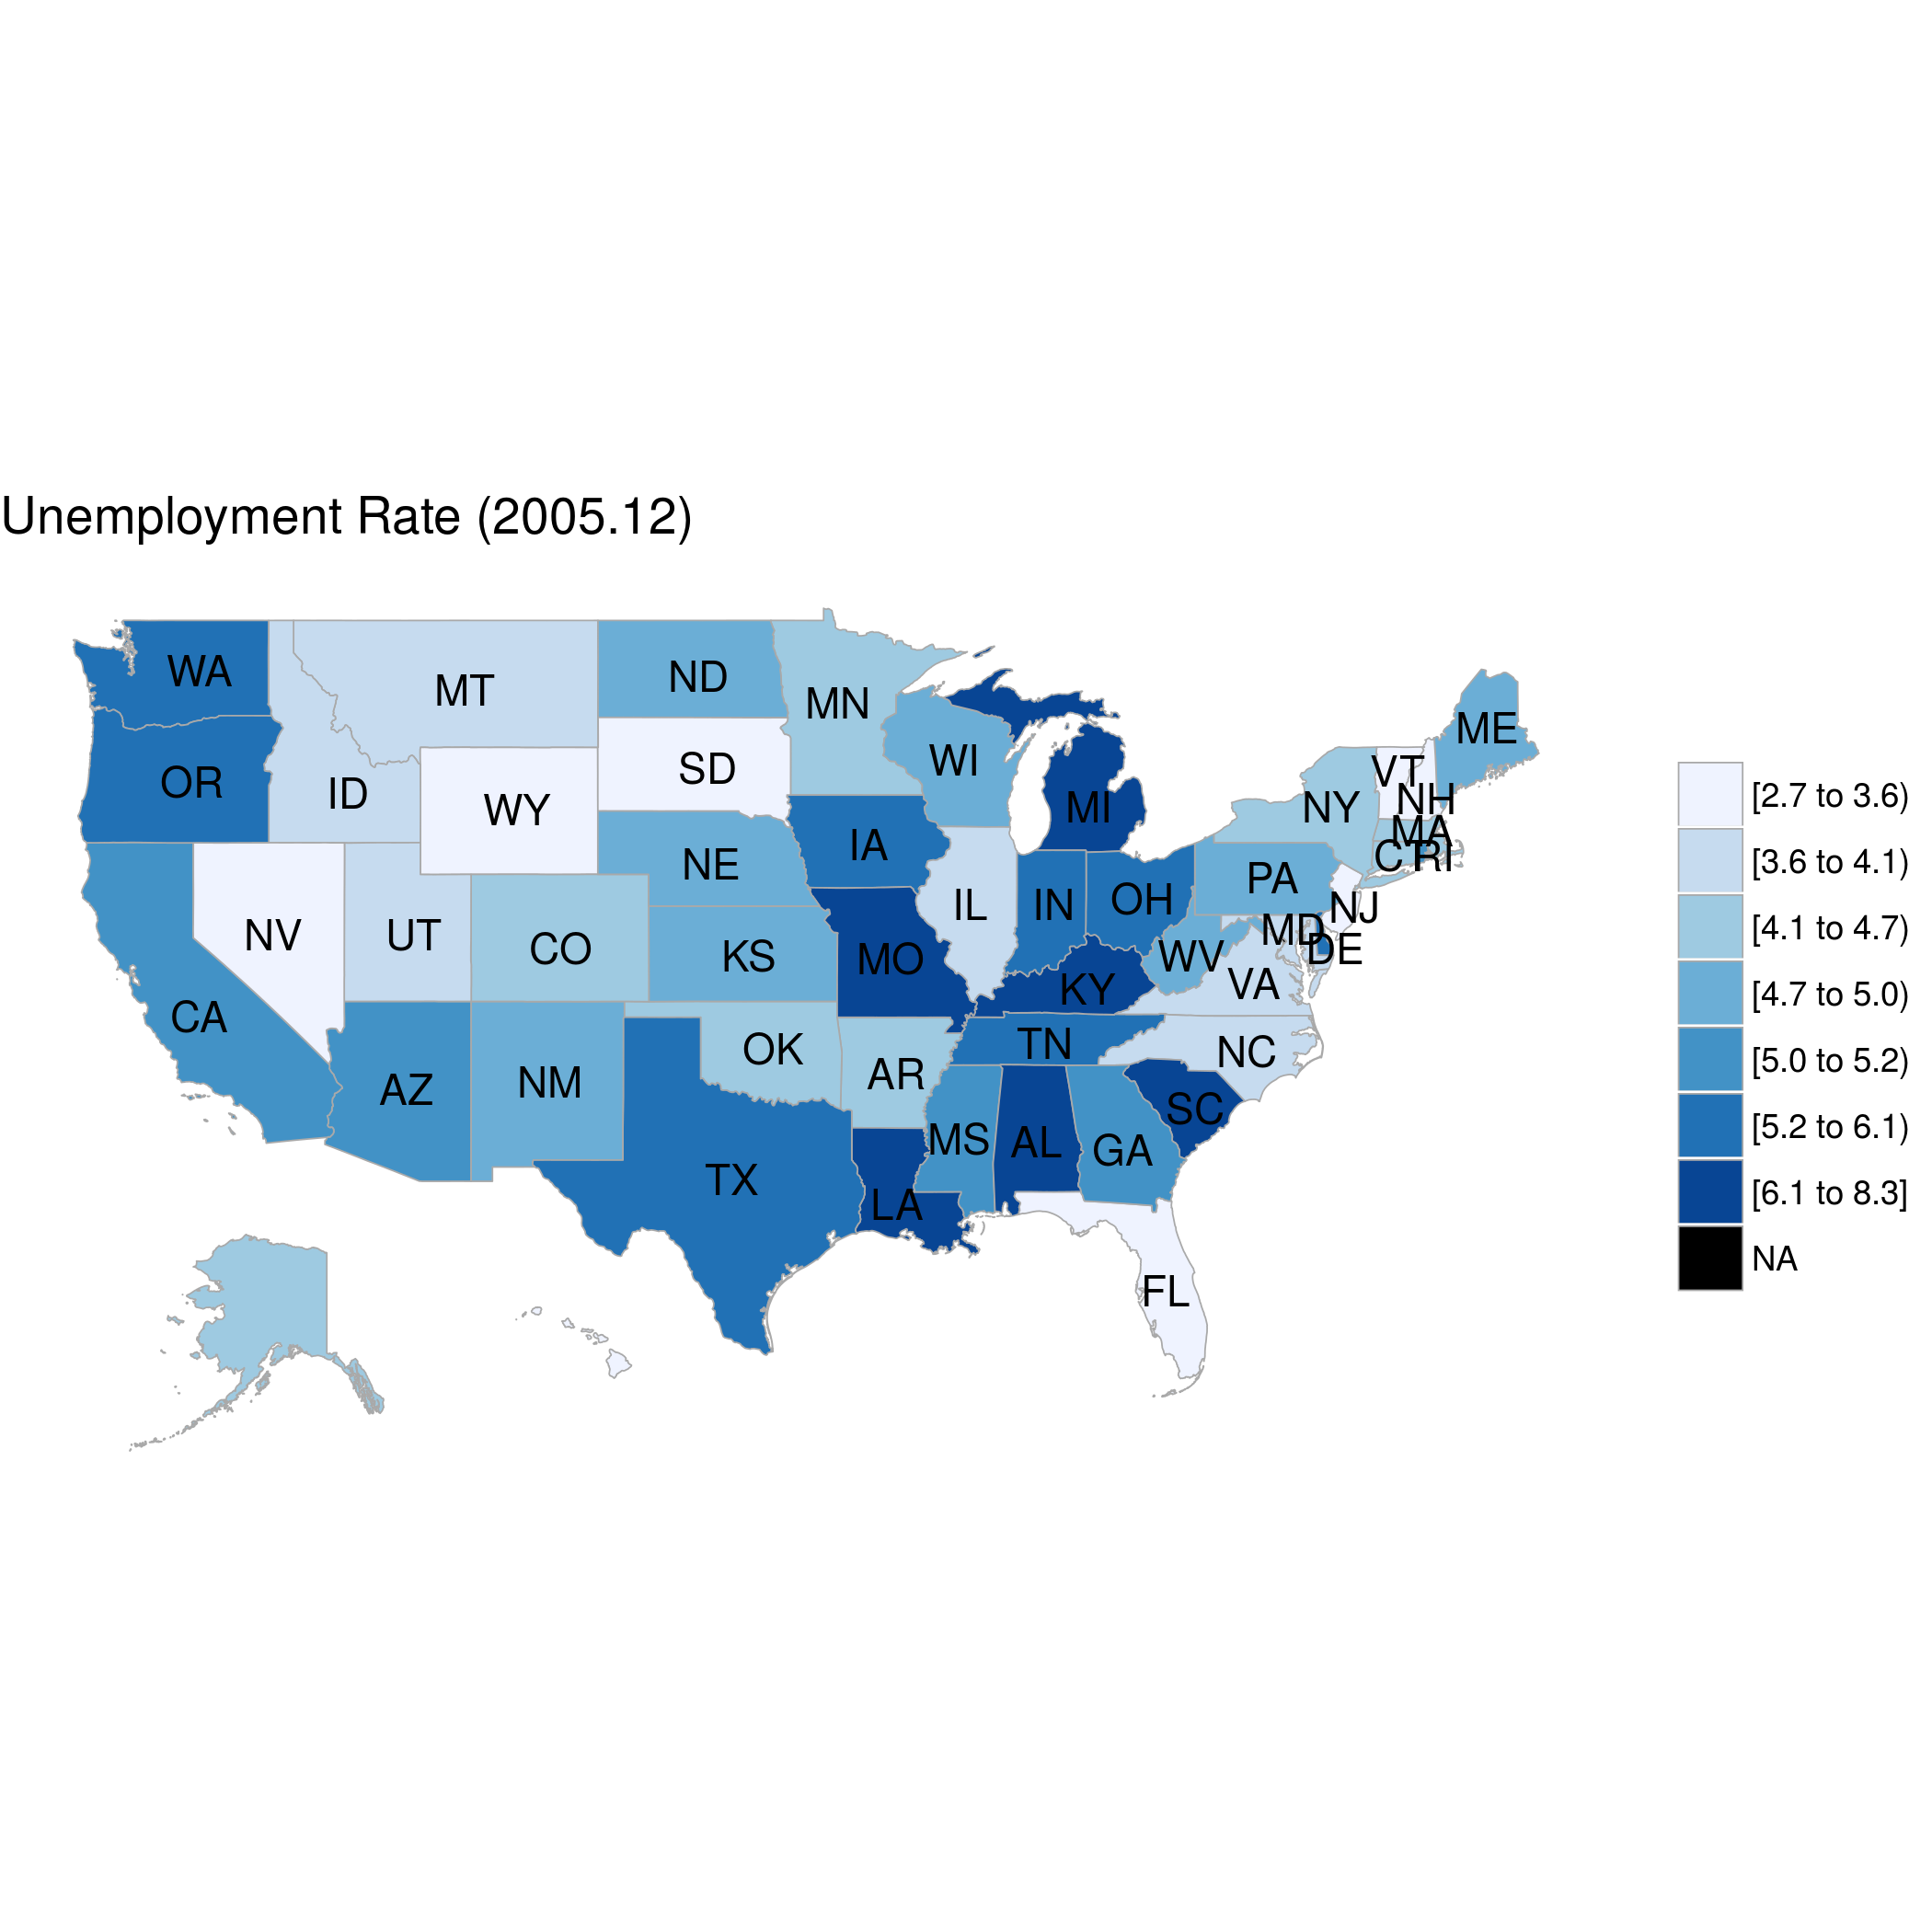 Unemployment Rate (2005.12)
WA
MT
ND
MN
ME
OR
ID
WY
SD
WI
MI
VT
NH
NY
MA
CT RI
IA
NE
PA
NV
UT
CO
KS
MO
IL
IN
OH
NJ
MD
DE
WV
VA
KY
CA
AZ
NM
OK
AR
TN
NC
SC
TX
LA
MS
AL
GA
FL
[2.7 to 3.6)
[3.6 to 4.1)
[4.1 to 4.7)
[4.7 to 5.0)
[5.0 to 5.2)
[5.2 to 6.1)
[6.1 to 8.3]
NA